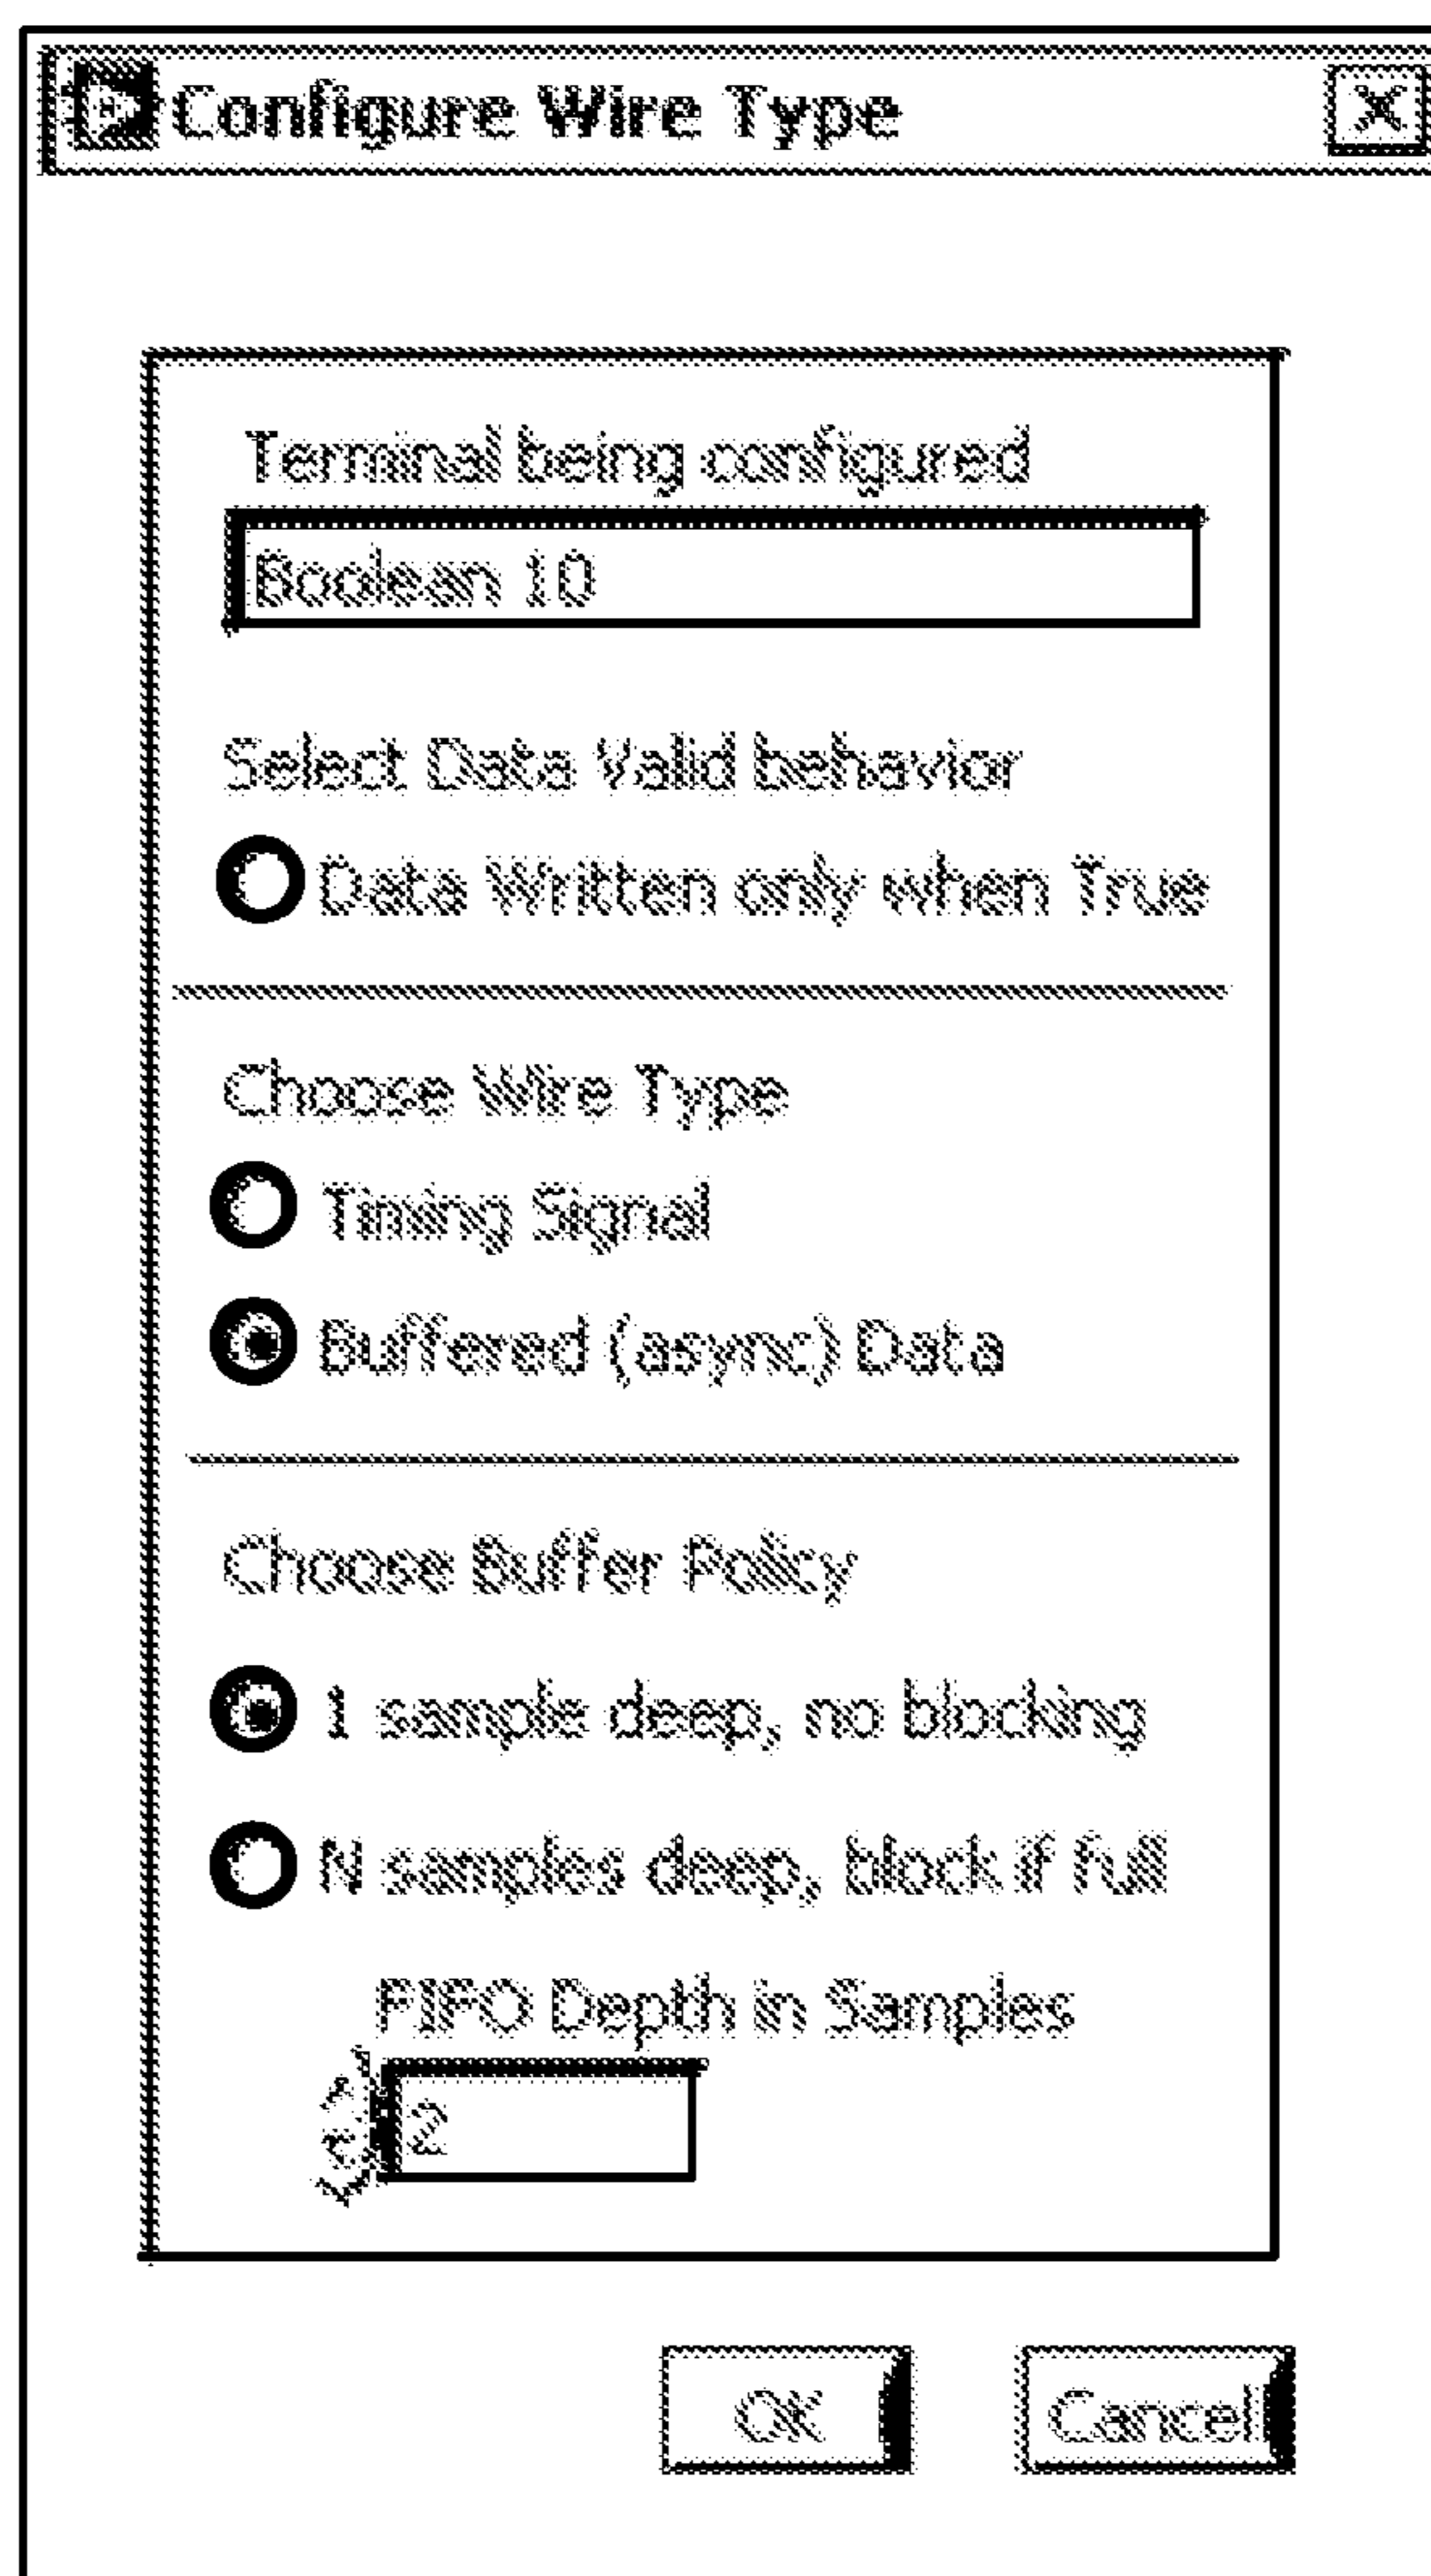 Configure Wire Type
Terminal being configured
Boolean 10
Select Data Valid behavior
Data Written only when True
Choose Wire Type
Timing Signal
Buffered (async) Data
Choose Buffer Policy
1 sample deep, no blocking
N samples deep, block if full
FIFO Depth in Samples
2
OK Cancel